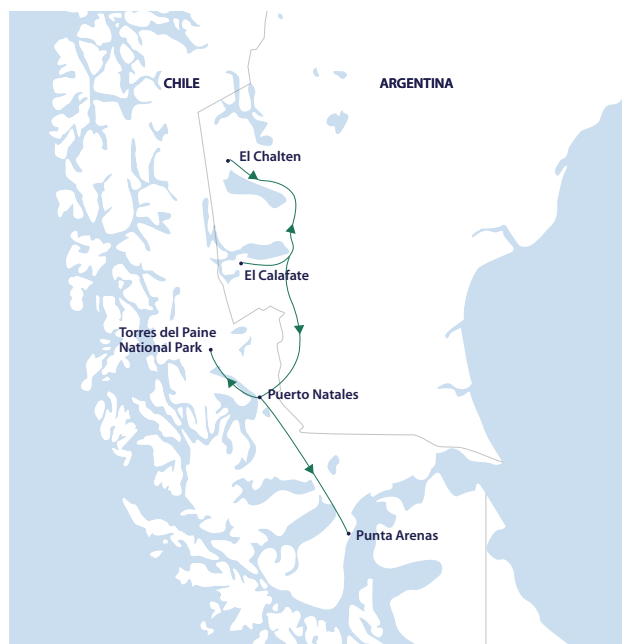 CHILE
ARGENTINA
El Chalten
El Calafate
Torres del Paine
National Park
Puerto Natales
Punta Arenas